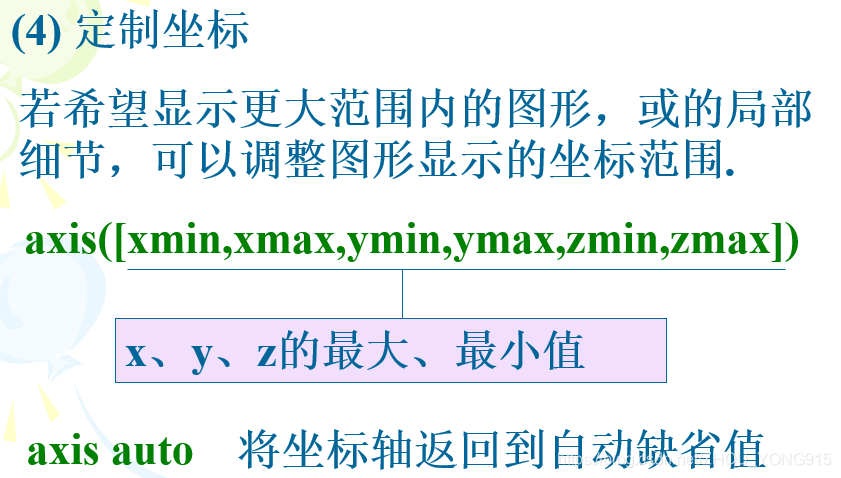 (4) 定制坐标
若希望显示更大范围内的图形，或的局部
细节，可以调整图形显示的坐标范围.
axis([xmin,xmax,ymin,ymax,zmin,zmax])
x、y、z的最大、最小值
axis auto 将坐标轴返回到自动缺省值